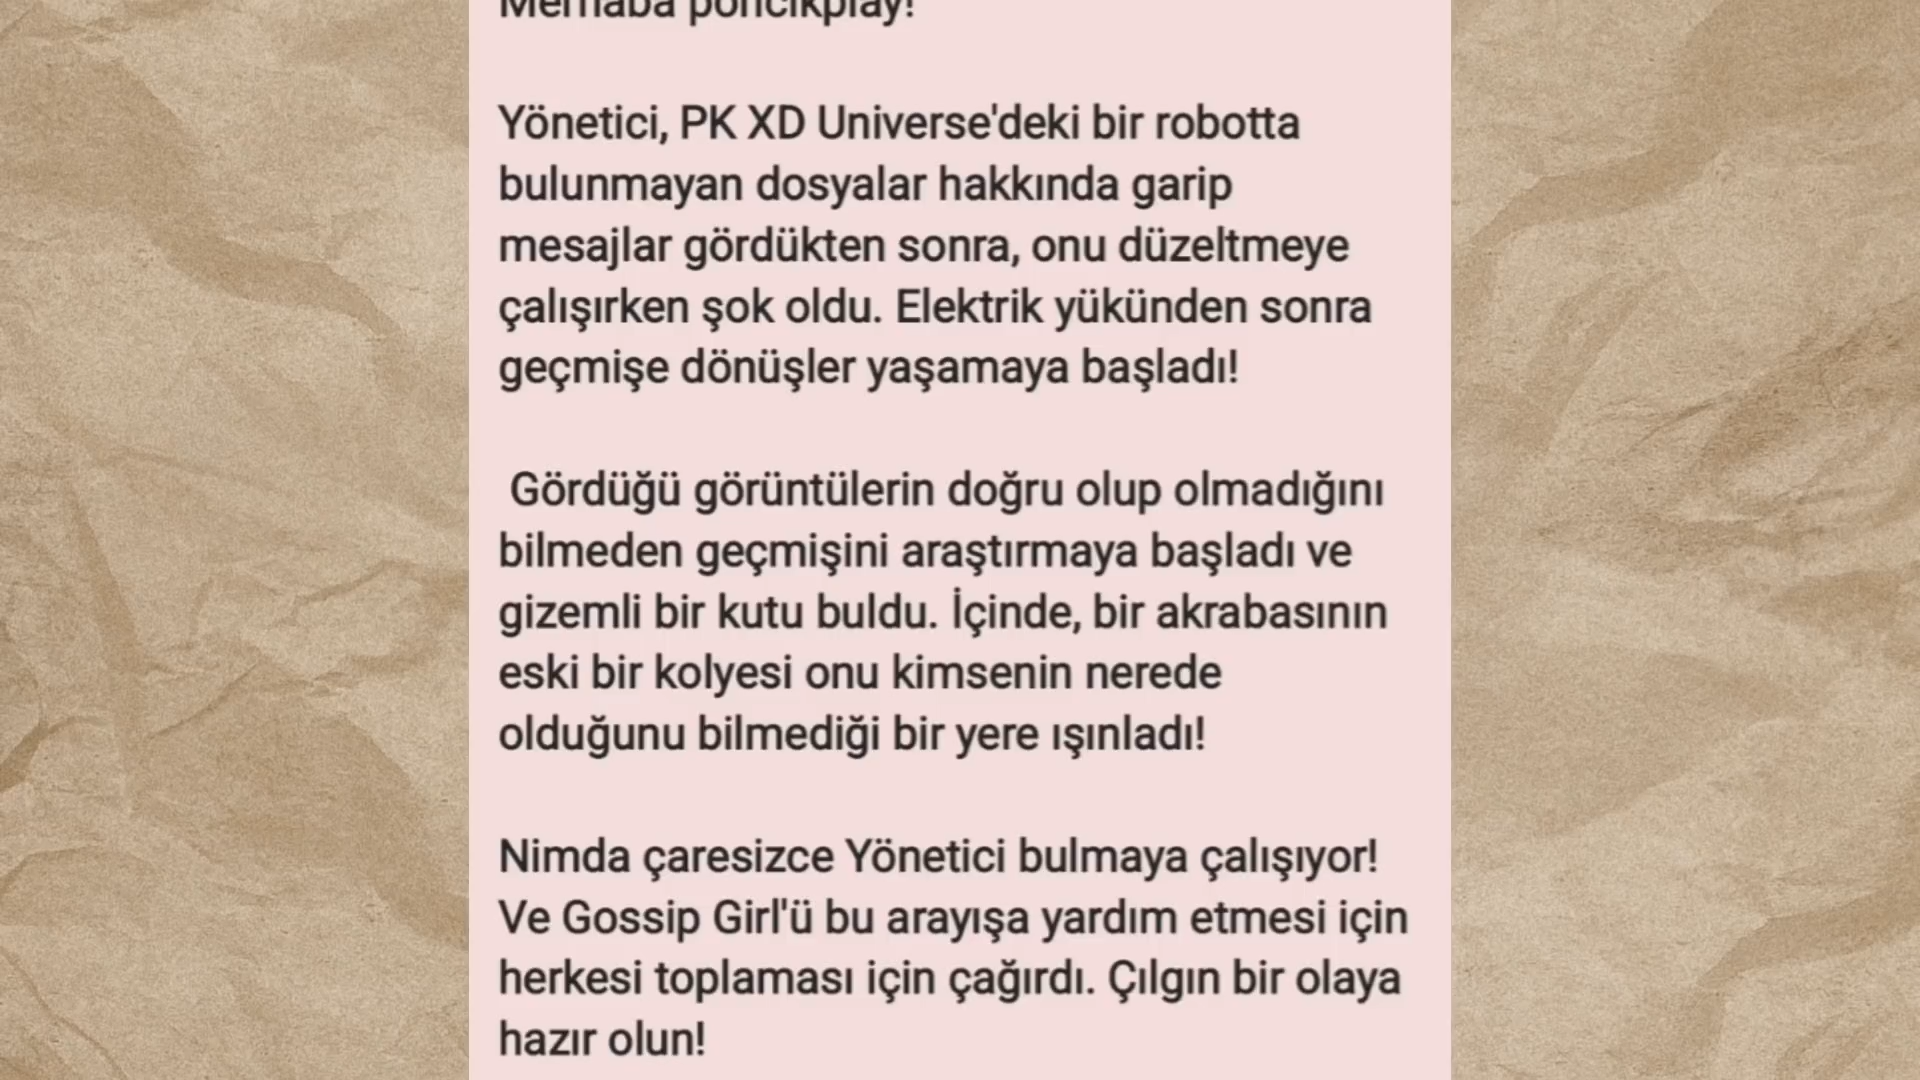 Merhaba poncikplay!
Yönetici, PK XD Universe'deki bir robotta
bulunmayan dosyalar hakkında garip
mesajlar gördükten sonra, onu düzeltmeye
çalışırken şok oldu. Elektrik yükünden sonra
geçmişe dönüşler yaşamaya başladı!
Gördüğü görüntülerin doğru olup olmadığını
bilmeden geçmişini araştırmaya başladı ve
gizemli bir kutu buldu. İçinde, bir akrabasının
eski bir kolyesi onu kimsenin nerede
olduğunu bilmediği bir yere ışınladı!
Nimda çaresizce Yönetici bulmaya çalışıyor!
Ve Gossip Girl'ü bu arayışa yardım etmesi için
herkesi toplaması için çağırdı. Çılgın bir olaya
hazır olun!